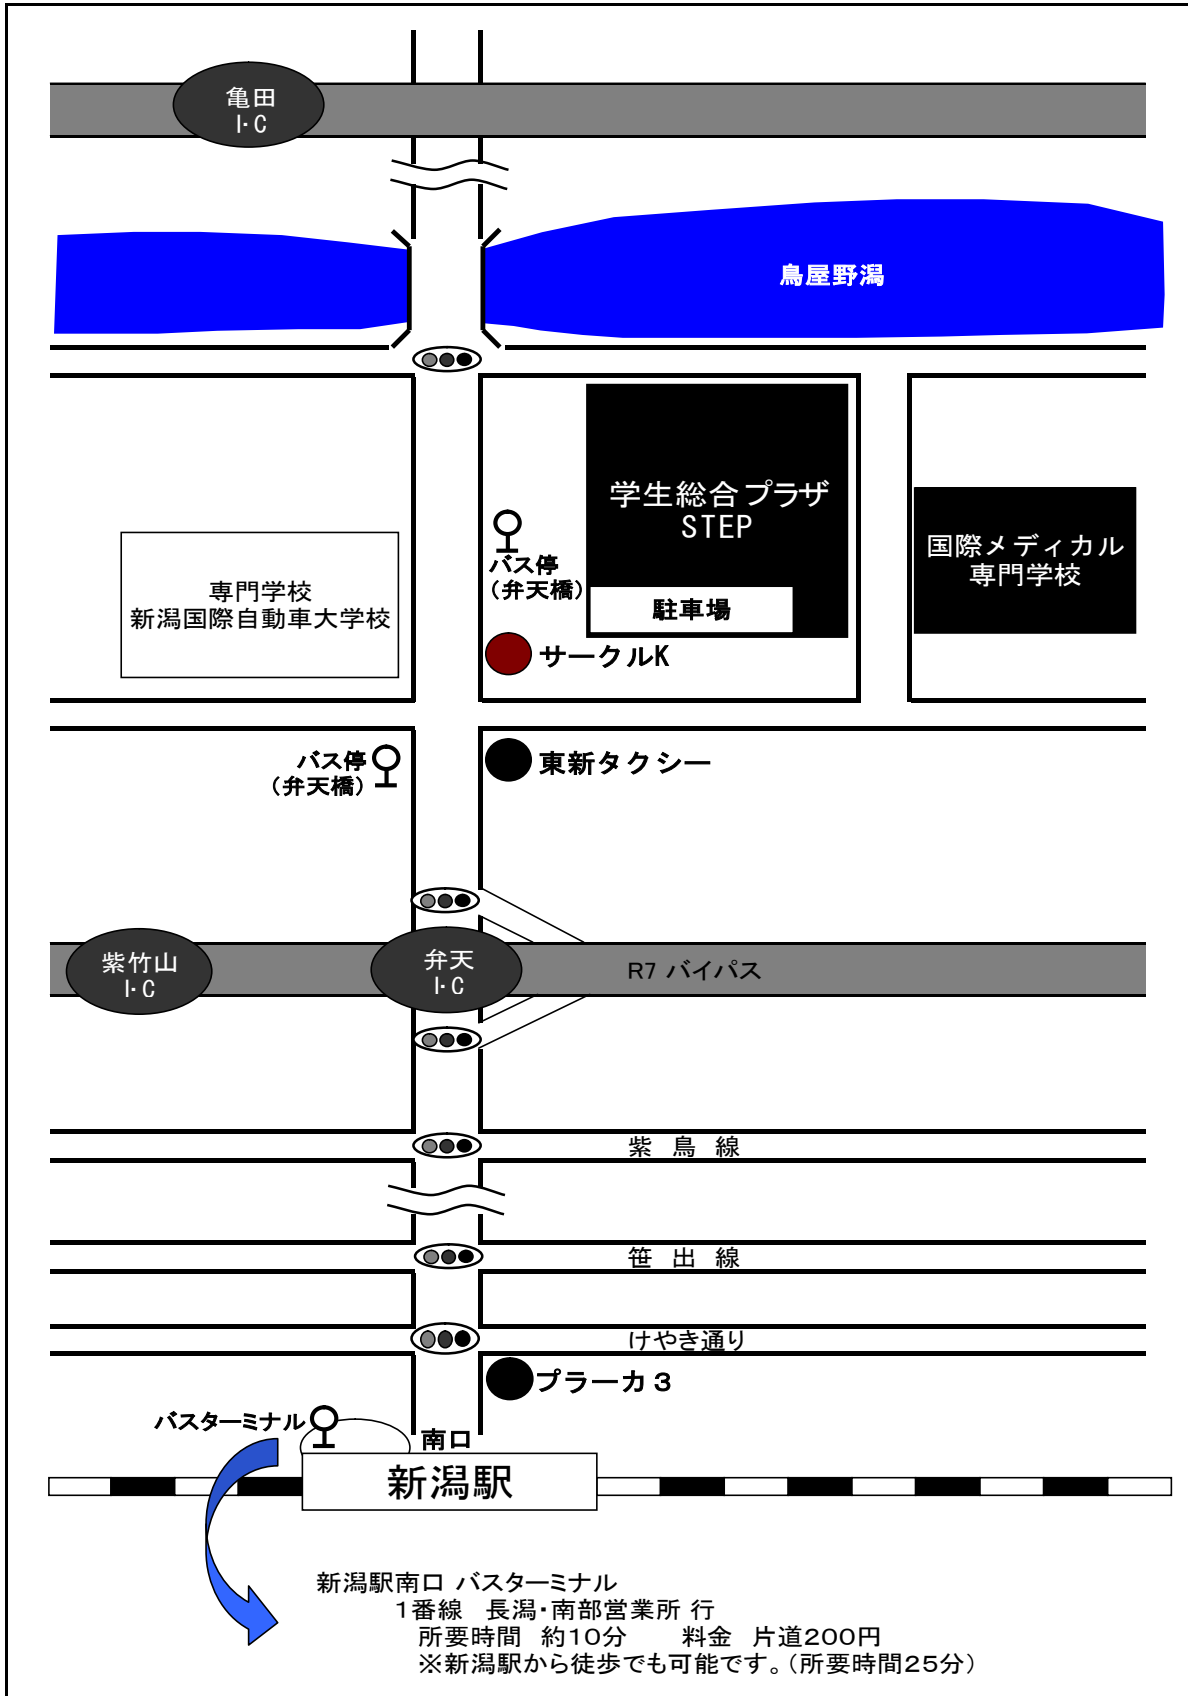 亀田
I・C
鳥屋野潟
学生総合プラザ
STEP
国際メディカル
専門学校
バス停
(弁天橋)
専門学校
新潟国際自動車大学校
駐車場
サークルK
バス停
(弁天橋)
東新タクシー
紫竹山
I・C
弁天
I・C
R7 バイパス
紫 鳥 線
笹 出 線
けやき通り
プラーカ3
バスターミナル
南口
新潟駅
新潟駅南口 バスターミナル
1番線 長潟・南部営業所 行
所要時間 約10分 料金 片道200円
※新潟駅から徒歩でも可能です。(所要時間25分)